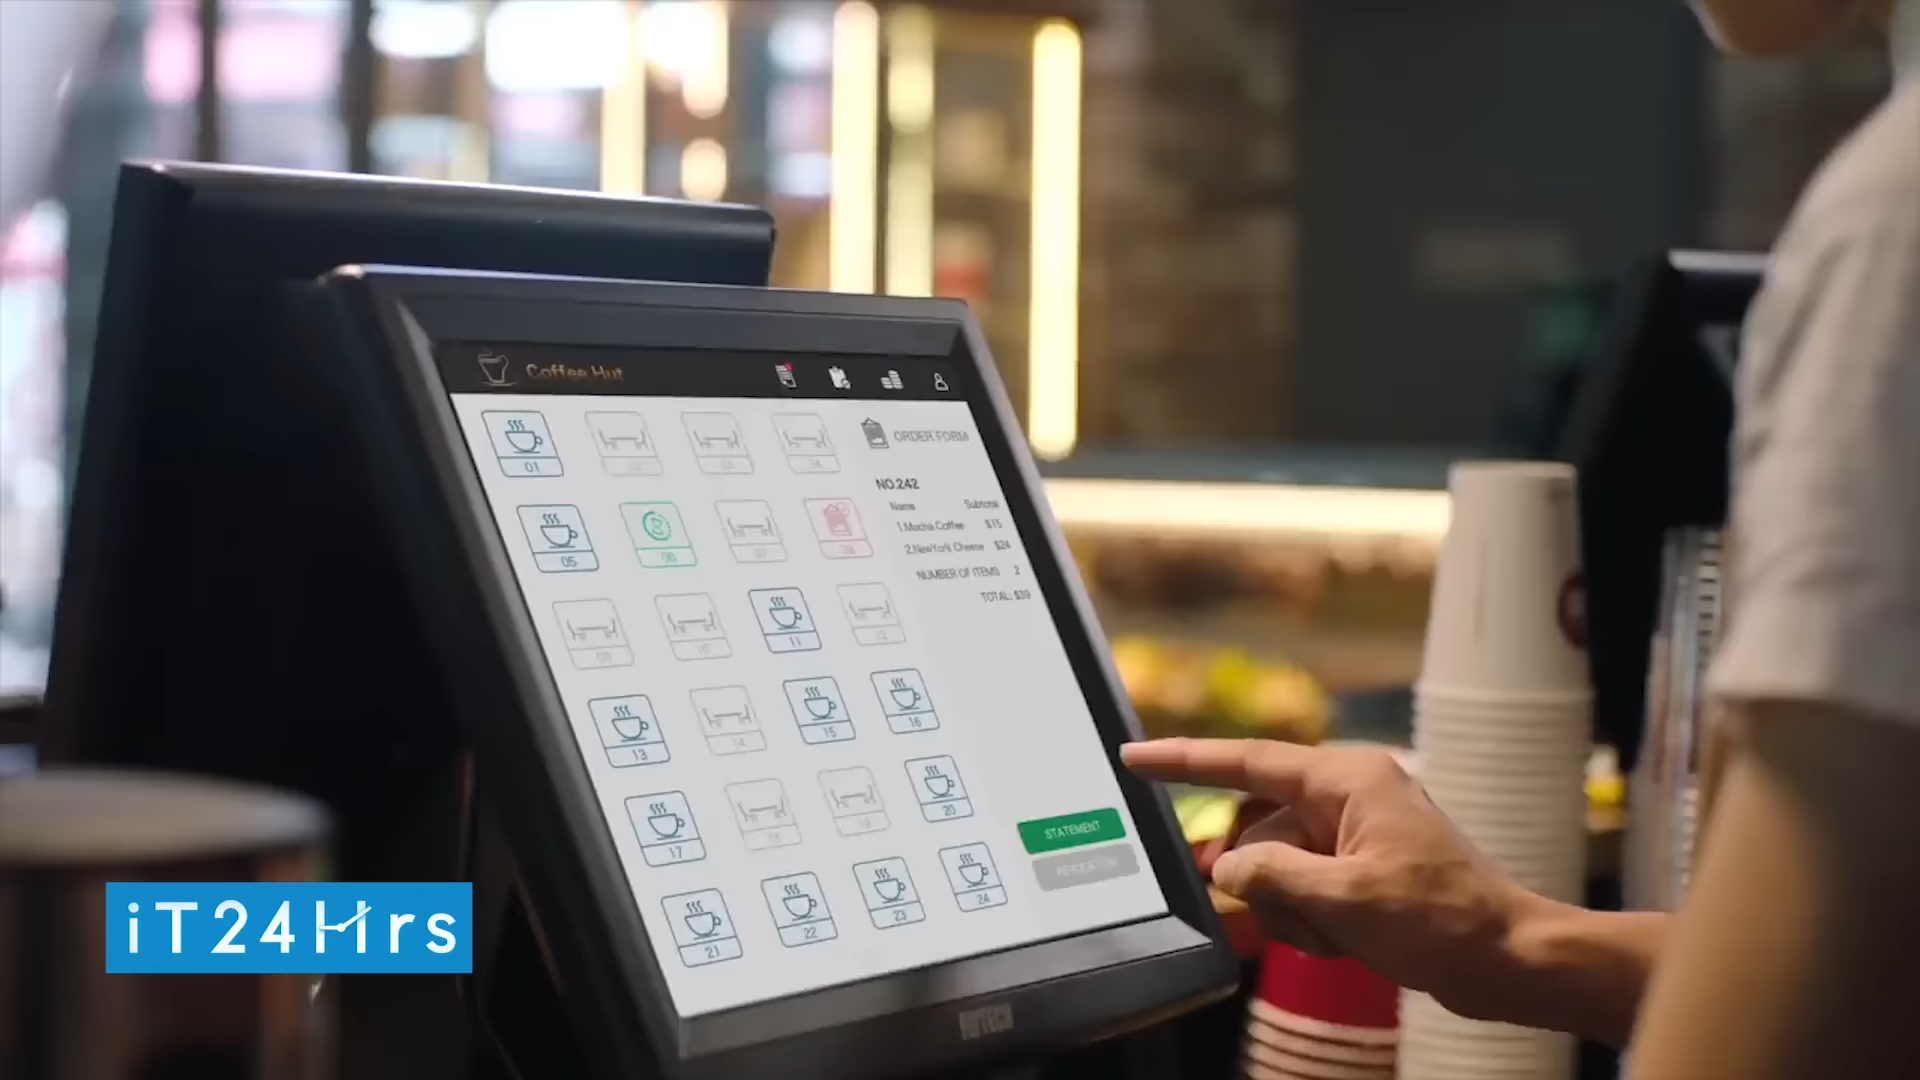 Coffee Hut
01
ORDER FORM
NO.242
Name Subtotal
1.Mocha Coffee $15
2.NewYork Cheese $24
NUMBER OF ITEMS 2
TOTAL: $39
05
06
11
13
15
16
17
20
21
22
23
24
STATEMENT
iT24Hrs